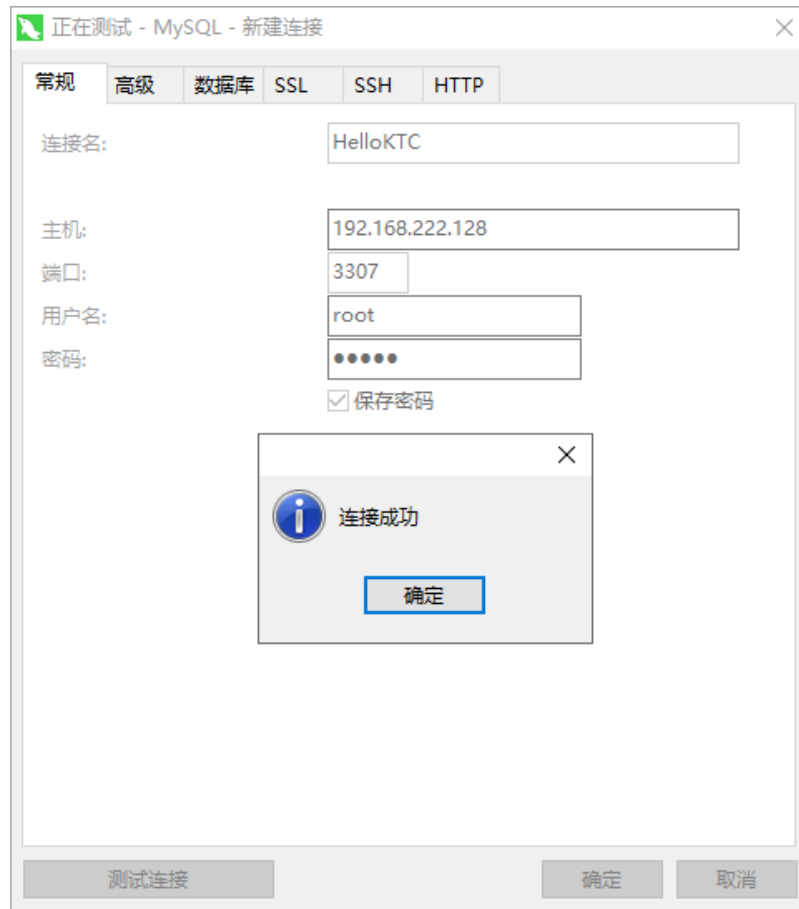 正在测试 - MySQL - 新建连接
常规 高级 数据库 SSL SSH HTTP
连接名: HelloKTC
主机: 192.168.222.128
端口: 3307
用户名: root
密码: ●●●●●
保存密码
连接成功
确定
测试连接 确定 取消